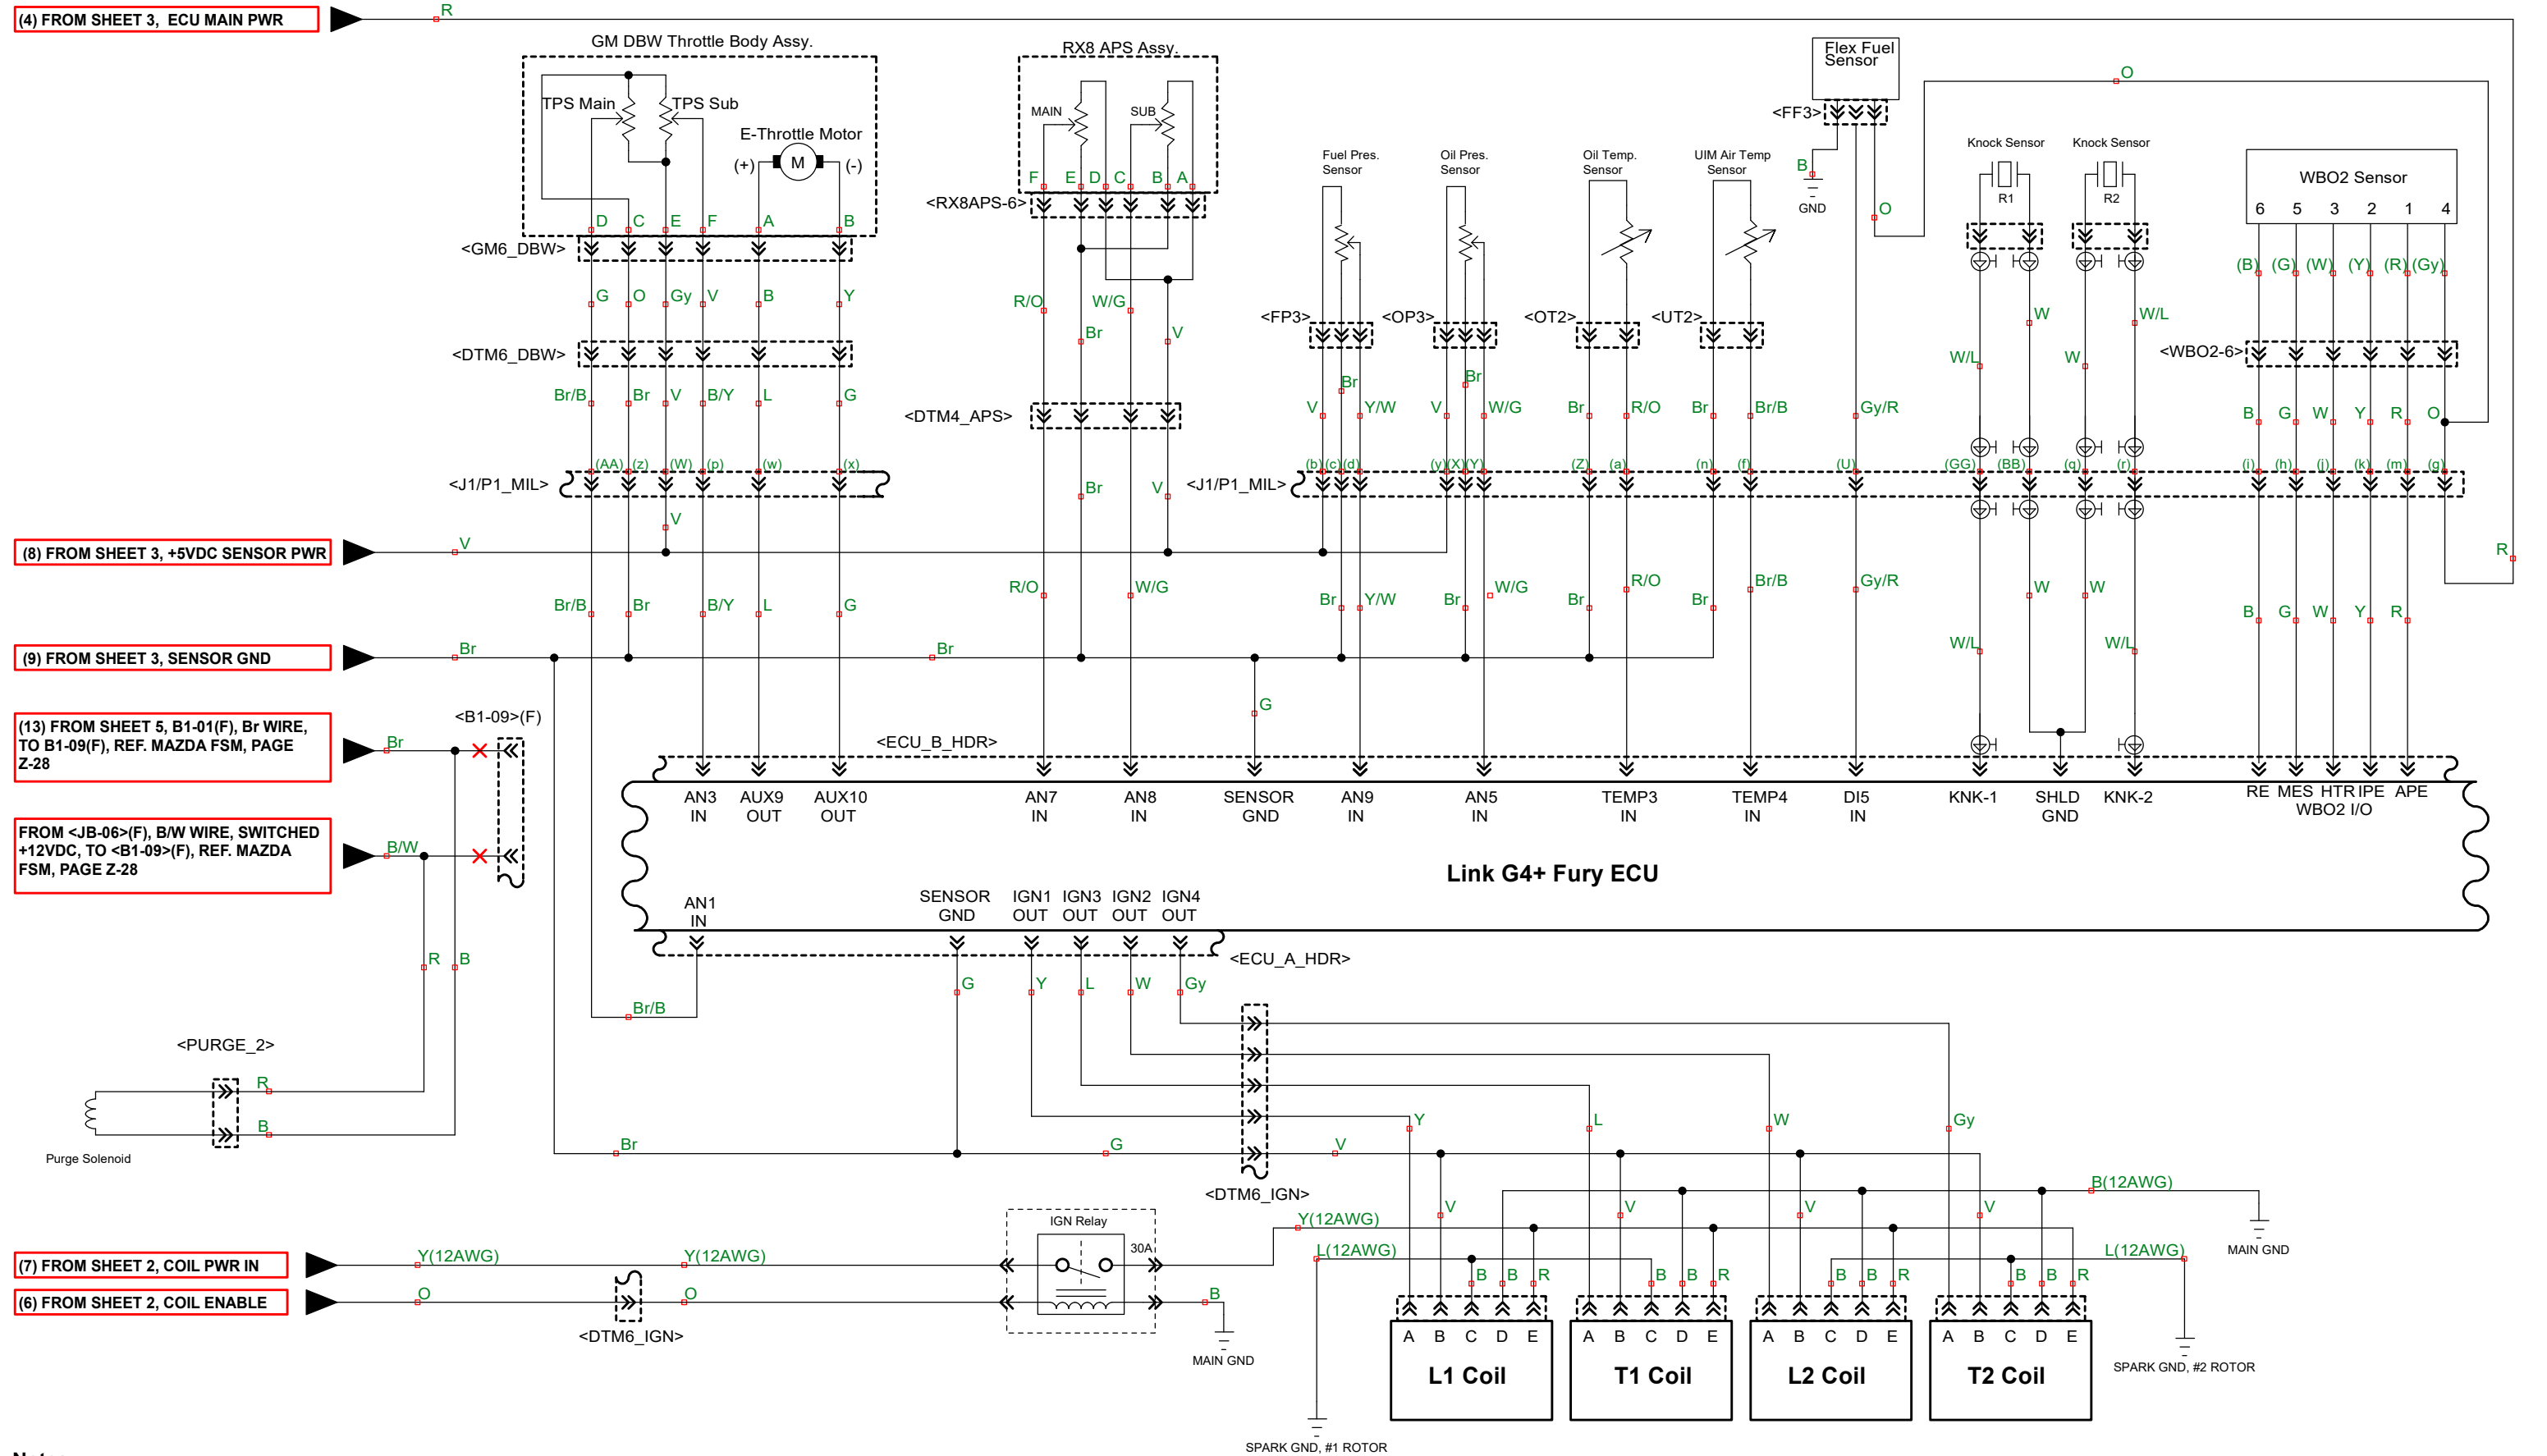 (4) FROM SHEET 3, ECU MAIN PWR
R
GM DBW Throttle Body Assy.
TPS Main
TPS Sub
E-Throttle Motor
(+) M (-)
D C E F A B
<GM6_DBW>
G O Gy V B Y
<DTM6_DBW>
Br/B Br V B/Y L G
(AA) (z) (W) (p) (w) (x)
<J1/P1_MIL>
V
RX8 APS Assy.
MAIN
SUB
F E D C B A
<RX8APS-6>
R/O W/G
Br V
<DTM4_APS>
Br V
Fuel Pres.
Sensor
Oil Pres.
Sensor
Oil Temp.
Sensor
UIM Air Temp
Sensor
<FP3>
<OP3>
<OT2>
<UT2>
Br Br
V Y/W V W/G Br R/O Br Br/B Gy/R
Flex Fuel
Sensor
<FF3>
B
GND
O
O
Knock Sensor
R1
Knock Sensor
R2
W W/L
W/L W
WBO2 Sensor
6 5 3 2 1 4
(B) (G) (W) (Y) (R) (Gy)
<WBO2-6>
B G W Y R O
<J1/P1_MIL>
(b) (c) (d) (y) (X) (Y) (Z) (a) (n) (f) (U) (GG) (BB) (q) (r) (i) (h) (j) (k) (m) (g)
(8) FROM SHEET 3, +5VDC SENSOR PWR
V
R
Br/B Br B/Y L G R/O W/G Br Y/W Br W/G Br R/O Br Br/B Gy/R W W B G W Y R
W/L W/L
(9) FROM SHEET 3, SENSOR GND
Br Br
G
(13) FROM SHEET 5, B1-01(F), Br WIRE,
TO B1-09(F), REF. MAZDA FSM, PAGE
Z-28
Br
<B1-09>(F)
FROM <JB-06>(F), B/W WIRE, SWITCHED
+12VDC, TO <B1-09>(F), REF. MAZDA
FSM, PAGE Z-28
B/W
R B
<ECU_B_HDR>
AN3
IN
AUX9
OUT
AUX10
OUT
AN7
IN
AN8
IN
SENSOR
GND
AN9
IN
AN5
IN
TEMP3
IN
TEMP4
IN
DI5
IN
KNK-1
SHLD
GND
KNK-2
RE MES HTR IPE APE
WBO2 I/O
Link G4+ Fury ECU
AN1
IN
SENSOR
GND
IGN1
OUT
IGN3
OUT
IGN2
OUT
IGN4
OUT
<ECU_A_HDR>
Br/B
G Y L W Gy
<PURGE_2>
R
B
Purge Solenoid
Br G V
<DTM6_IGN>
Y L W Gy
V V V V
B(12AWG)
MAIN GND
Y(12AWG)
L(12AWG) L(12AWG)
(7) FROM SHEET 2, COIL PWR IN
Y(12AWG) Y(12AWG)
IGN Relay
30A
(6) FROM SHEET 2, COIL ENABLE
O O
<DTM6_IGN>
B
MAIN GND
B B R B B R B B R B B R
A B C D E
L1 Coil
A B C D E
T1 Coil
A B C D E
L2 Coil
A B C D E
T2 Coil
SPARK GND, #2 ROTOR
SPARK GND, #1 ROTOR